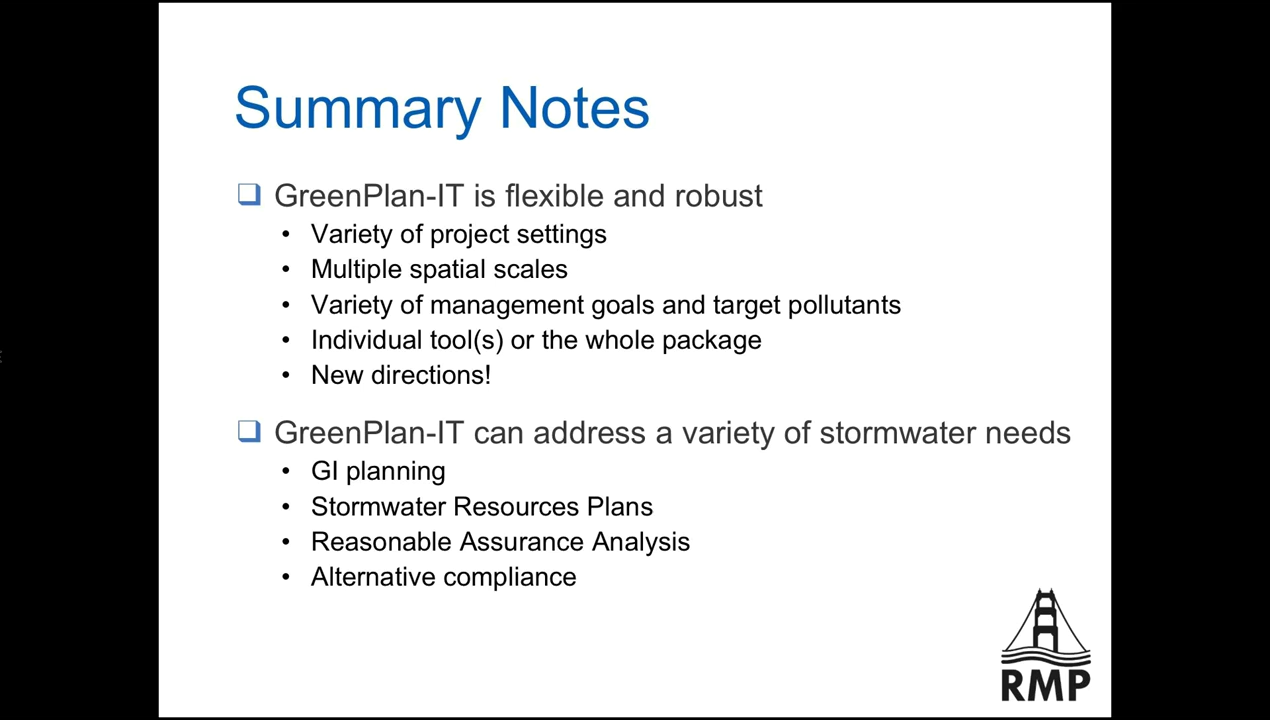 Summary Notes
GreenPlan-IT is flexible and robust
• Variety of project settings
• Multiple spatial scales
• Variety of management goals and target pollutants
• Individual tool(s) or the whole package
• New directions!
GreenPlan-IT can address a variety of stormwater needs
• GI planning
• Stormwater Resources Plans
• Reasonable Assurance Analysis
• Alternative compliance
RMP